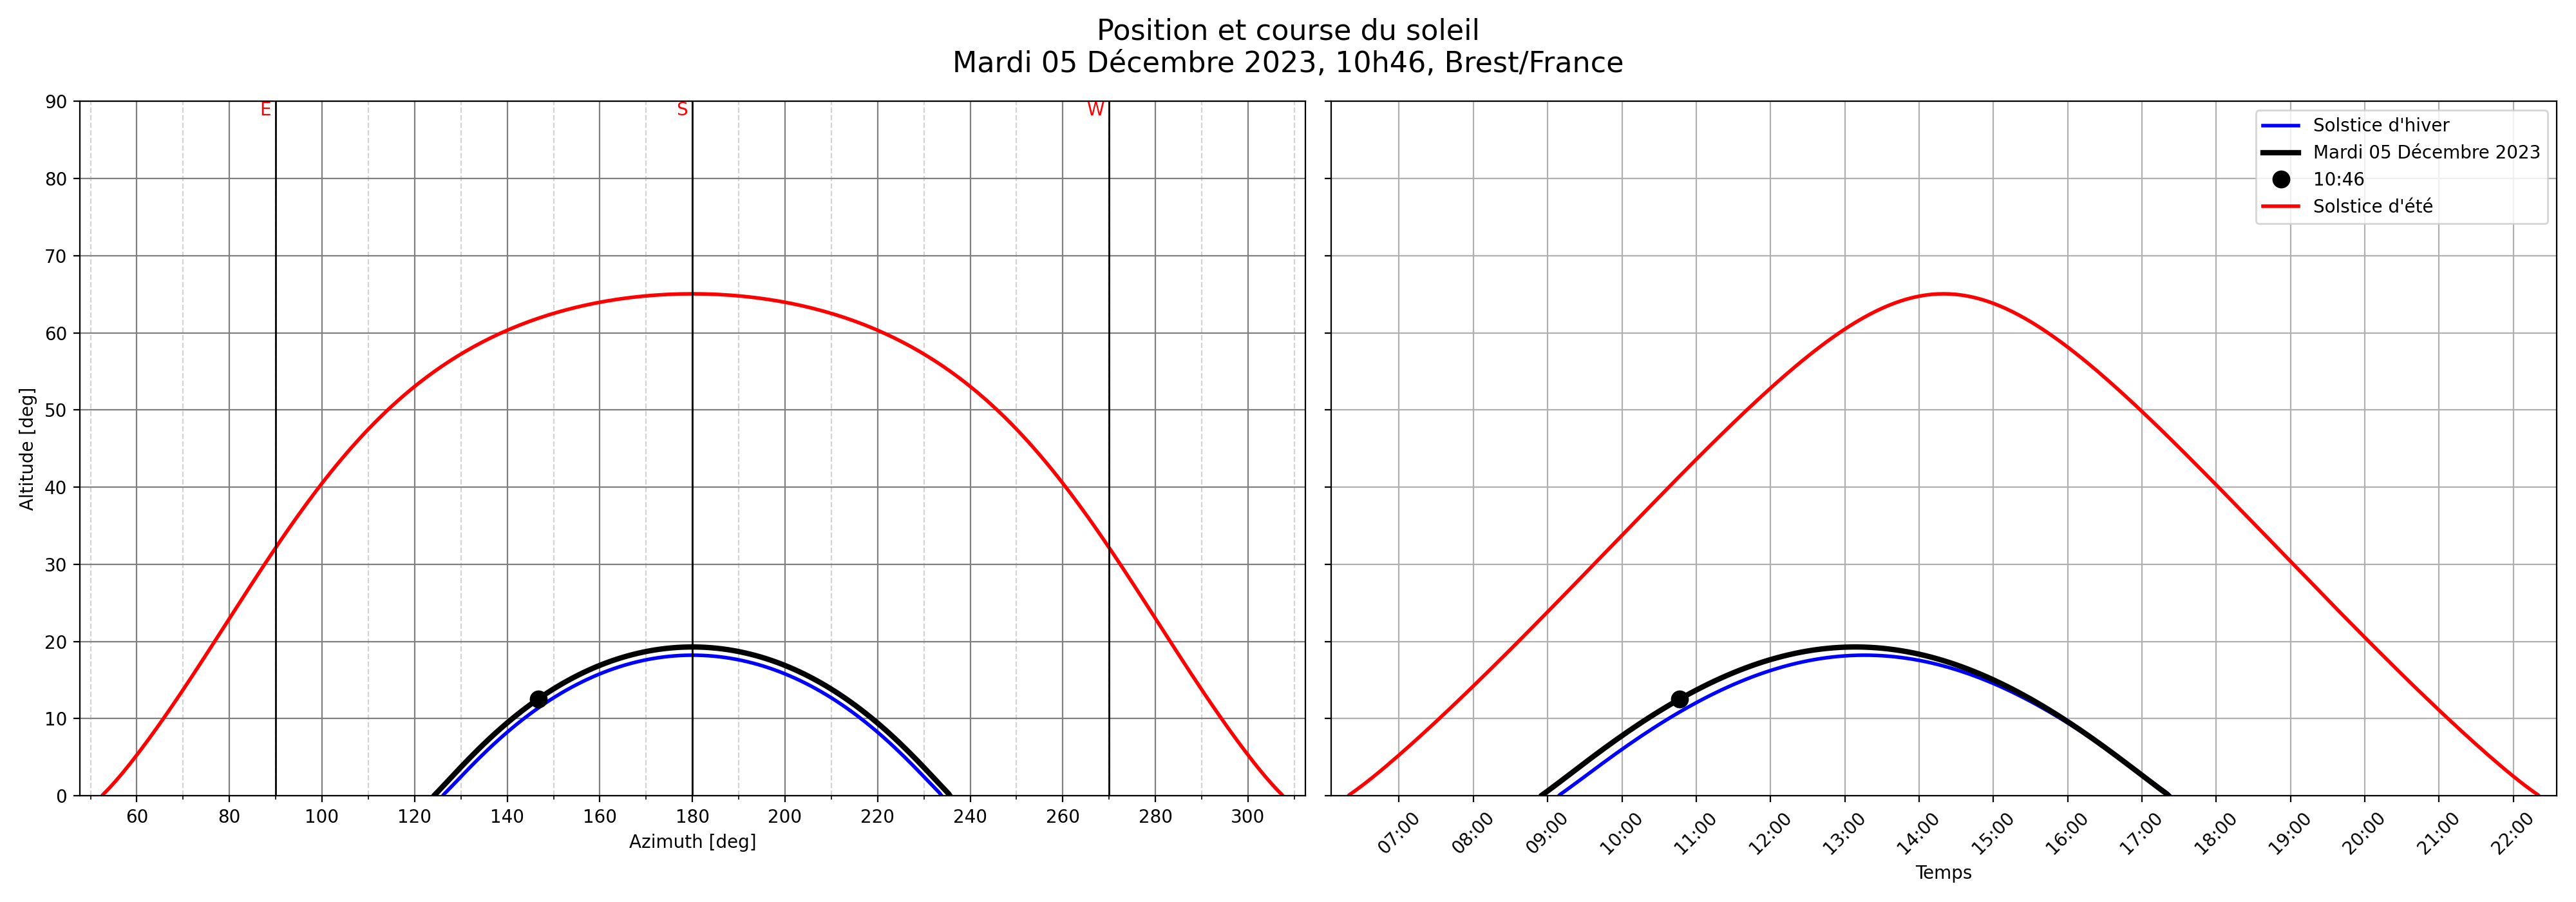 Position et course du soleil
Mardi 05 Décembre 2023, 10h46, Brest/France
E
S
W
90
80
70
60
50
40
30
20
10
0
Altitude [deg]
60 80 100 120 140 160 180 200 220 240 260 280 300
Azimuth [deg]
Solstice d'hiver
Mardi 05 Décembre 2023
10:46
Solstice d'été
07:00 08:00 09:00 10:00 11:00 12:00 13:00 14:00 15:00 16:00 17:00 18:00 19:00 20:00 21:00 22:00
Temps